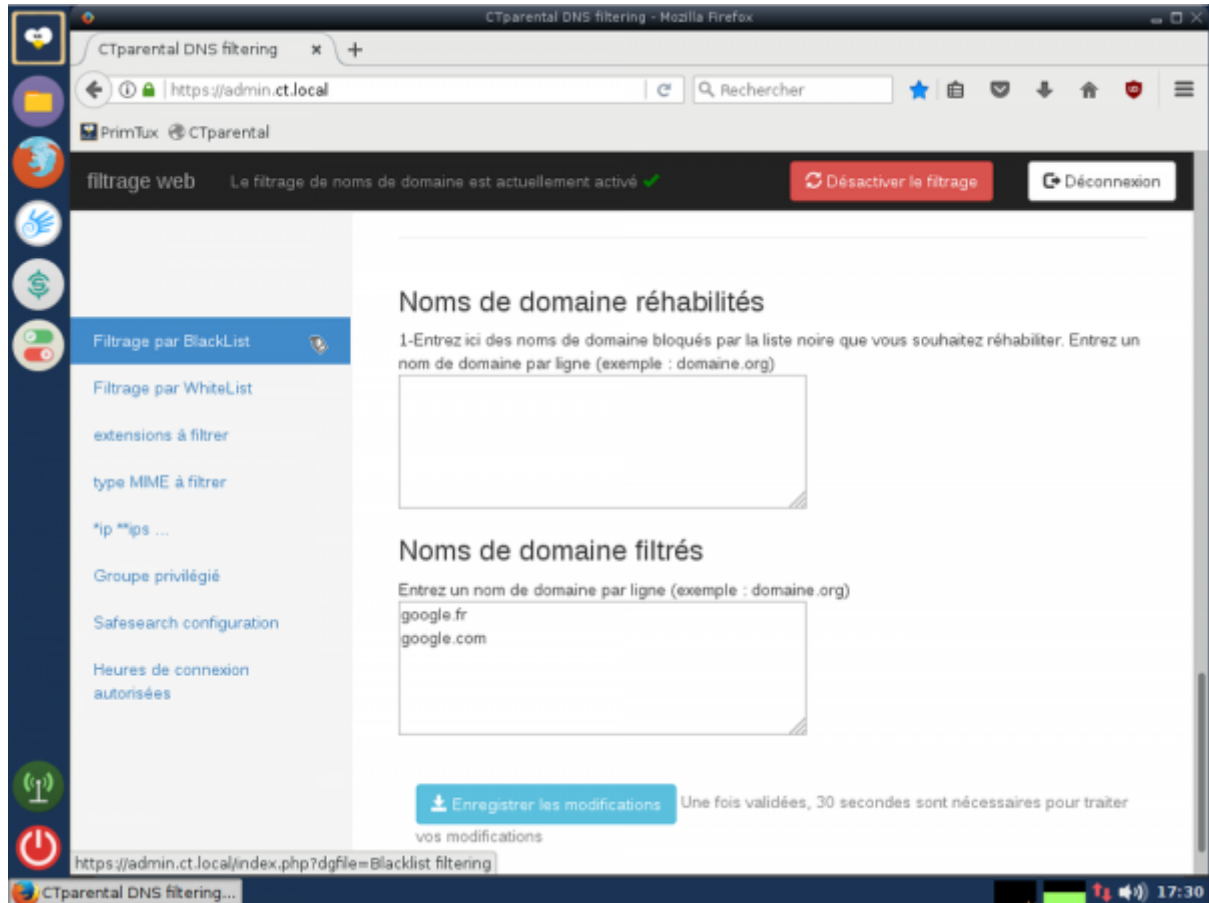 CTparental DNS filtering - Mozilla Firefox
CTparental DNS filtering
https://admin.ct.local
Rechercher
PrimTux CTparental
filtrage web Le filtrage de noms de domaine est actuellement activé
Désactiver le filtrage
Déconnexion
Filtrage par BlackList
Filtrage par WhiteList
extensions á filtrer
type MIME à filtrer
*ip **ips ...
Groupe privilégié
Safesearch configuration
Heures de connexion
autorisées
Noms de domaine réhabilités
1-Entrez ici des noms de domaine bloqués par la liste noire que vous souhaitez réhabiliter. Entrez un
nom de domaine par ligne (exemple : domaine.org)
Noms de domaine filtrés
Entrez un nom de domaine par ligne (exemple : domaine.org)
google.fr
google.com
Enregistrer les modifications Une fois validées, 30 secondes sont nécessaires pour traiter
vos modifications
https://admin.ct.local/index.php?dgfile=Blacklist filtering
CTparental DNS filtering...
17:30